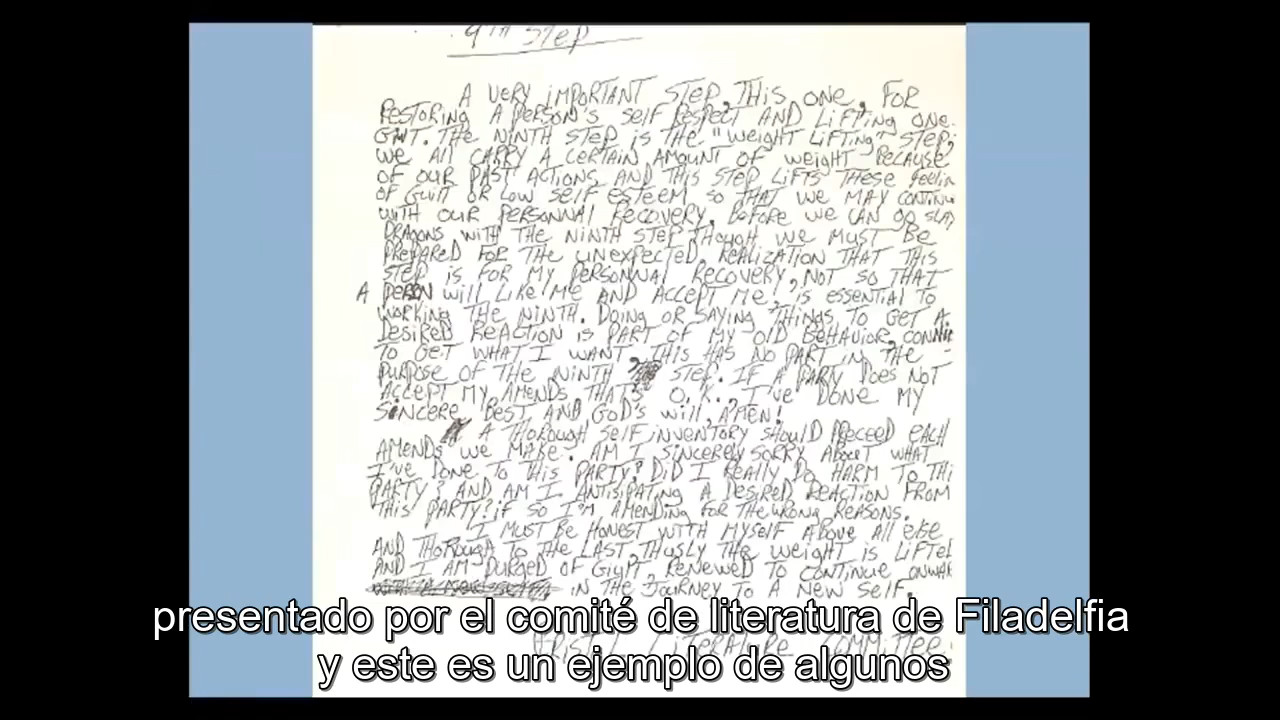 9TH STEP
A VERY IMPORTANT STEP, THIS ONE, FOR
RESTORING A PERSON'S SELF RESPECT AND LIFTING ONE
THE NINTH STEP IS THE "WEIGHT LIFTING" STEP;
WE All CARRY A CERTAIN AMOUNT OF WEIGHT BECAUSE
OF OUR PAST ACTIONS AND THIS STEP LIFTS THESE
OF GUIT OR LOW SELF ESTEEM SO THAT WE MAY CONTINU
WITH OUR PERSONNAL RECOVERY. BEFORE WE CAN GO
DRAGONS WITH THE NINTH STEP THOUGH WE MUST BE
PREPARED FOR THE UNEXPECTED. REALIZATION THAT THIS
STEP IS FOR MY PERSONNAL RECOVERY, NOT SO THAT
A PERSON WILL LIKE ME AND ACCEPT ME, IS ESSENTIAL TO
WORKING THE NINTH. DOING OR SAYING THINGS TO GET A
DESIRED REACTION IS PART OF MY OLD BEHAVIOR,
TO GET WHAT I WANT, THIS HAS NO PART IN THE -
PURPOSE OF THE NINTH STEP. IF A PARTY DOES NOT
ACCEPT MY AMENDS THAT'S O.K., I'VE DONE MY
SINCERE BEST AND GOD'S WILL, AMEN!
A THOROUGH SELF INVENTORY SHOULD PRECEED EACH
AMENDS WE MAKE. AM I SINCERELY SORRY ABOUT WHAT
I'VE DONE TO THIS PARTY? DID I REALLY DO HARM TO THI
PARTY? AND AM I ANTISIPATING A DESIRED REACTION FROM
THIS PARTY? IF SO I'M AMENDING FOR THE WRONG REASONS.
I MUST BE HONEST WITH MYSELF ABOVE All ELSE
AND THOROUGH TO THE LAST, THUSLY THE WEIGHT IS LIFTED
AND I AM PURGED OF RENEWED TO CONTINUE ONWAR
IN THE JOURNEY TO A NEW SELF.
LITERATURE COMMITTEE
presentado por el comité de literatura de Filadelfia
y este es un ejemplo de algunos